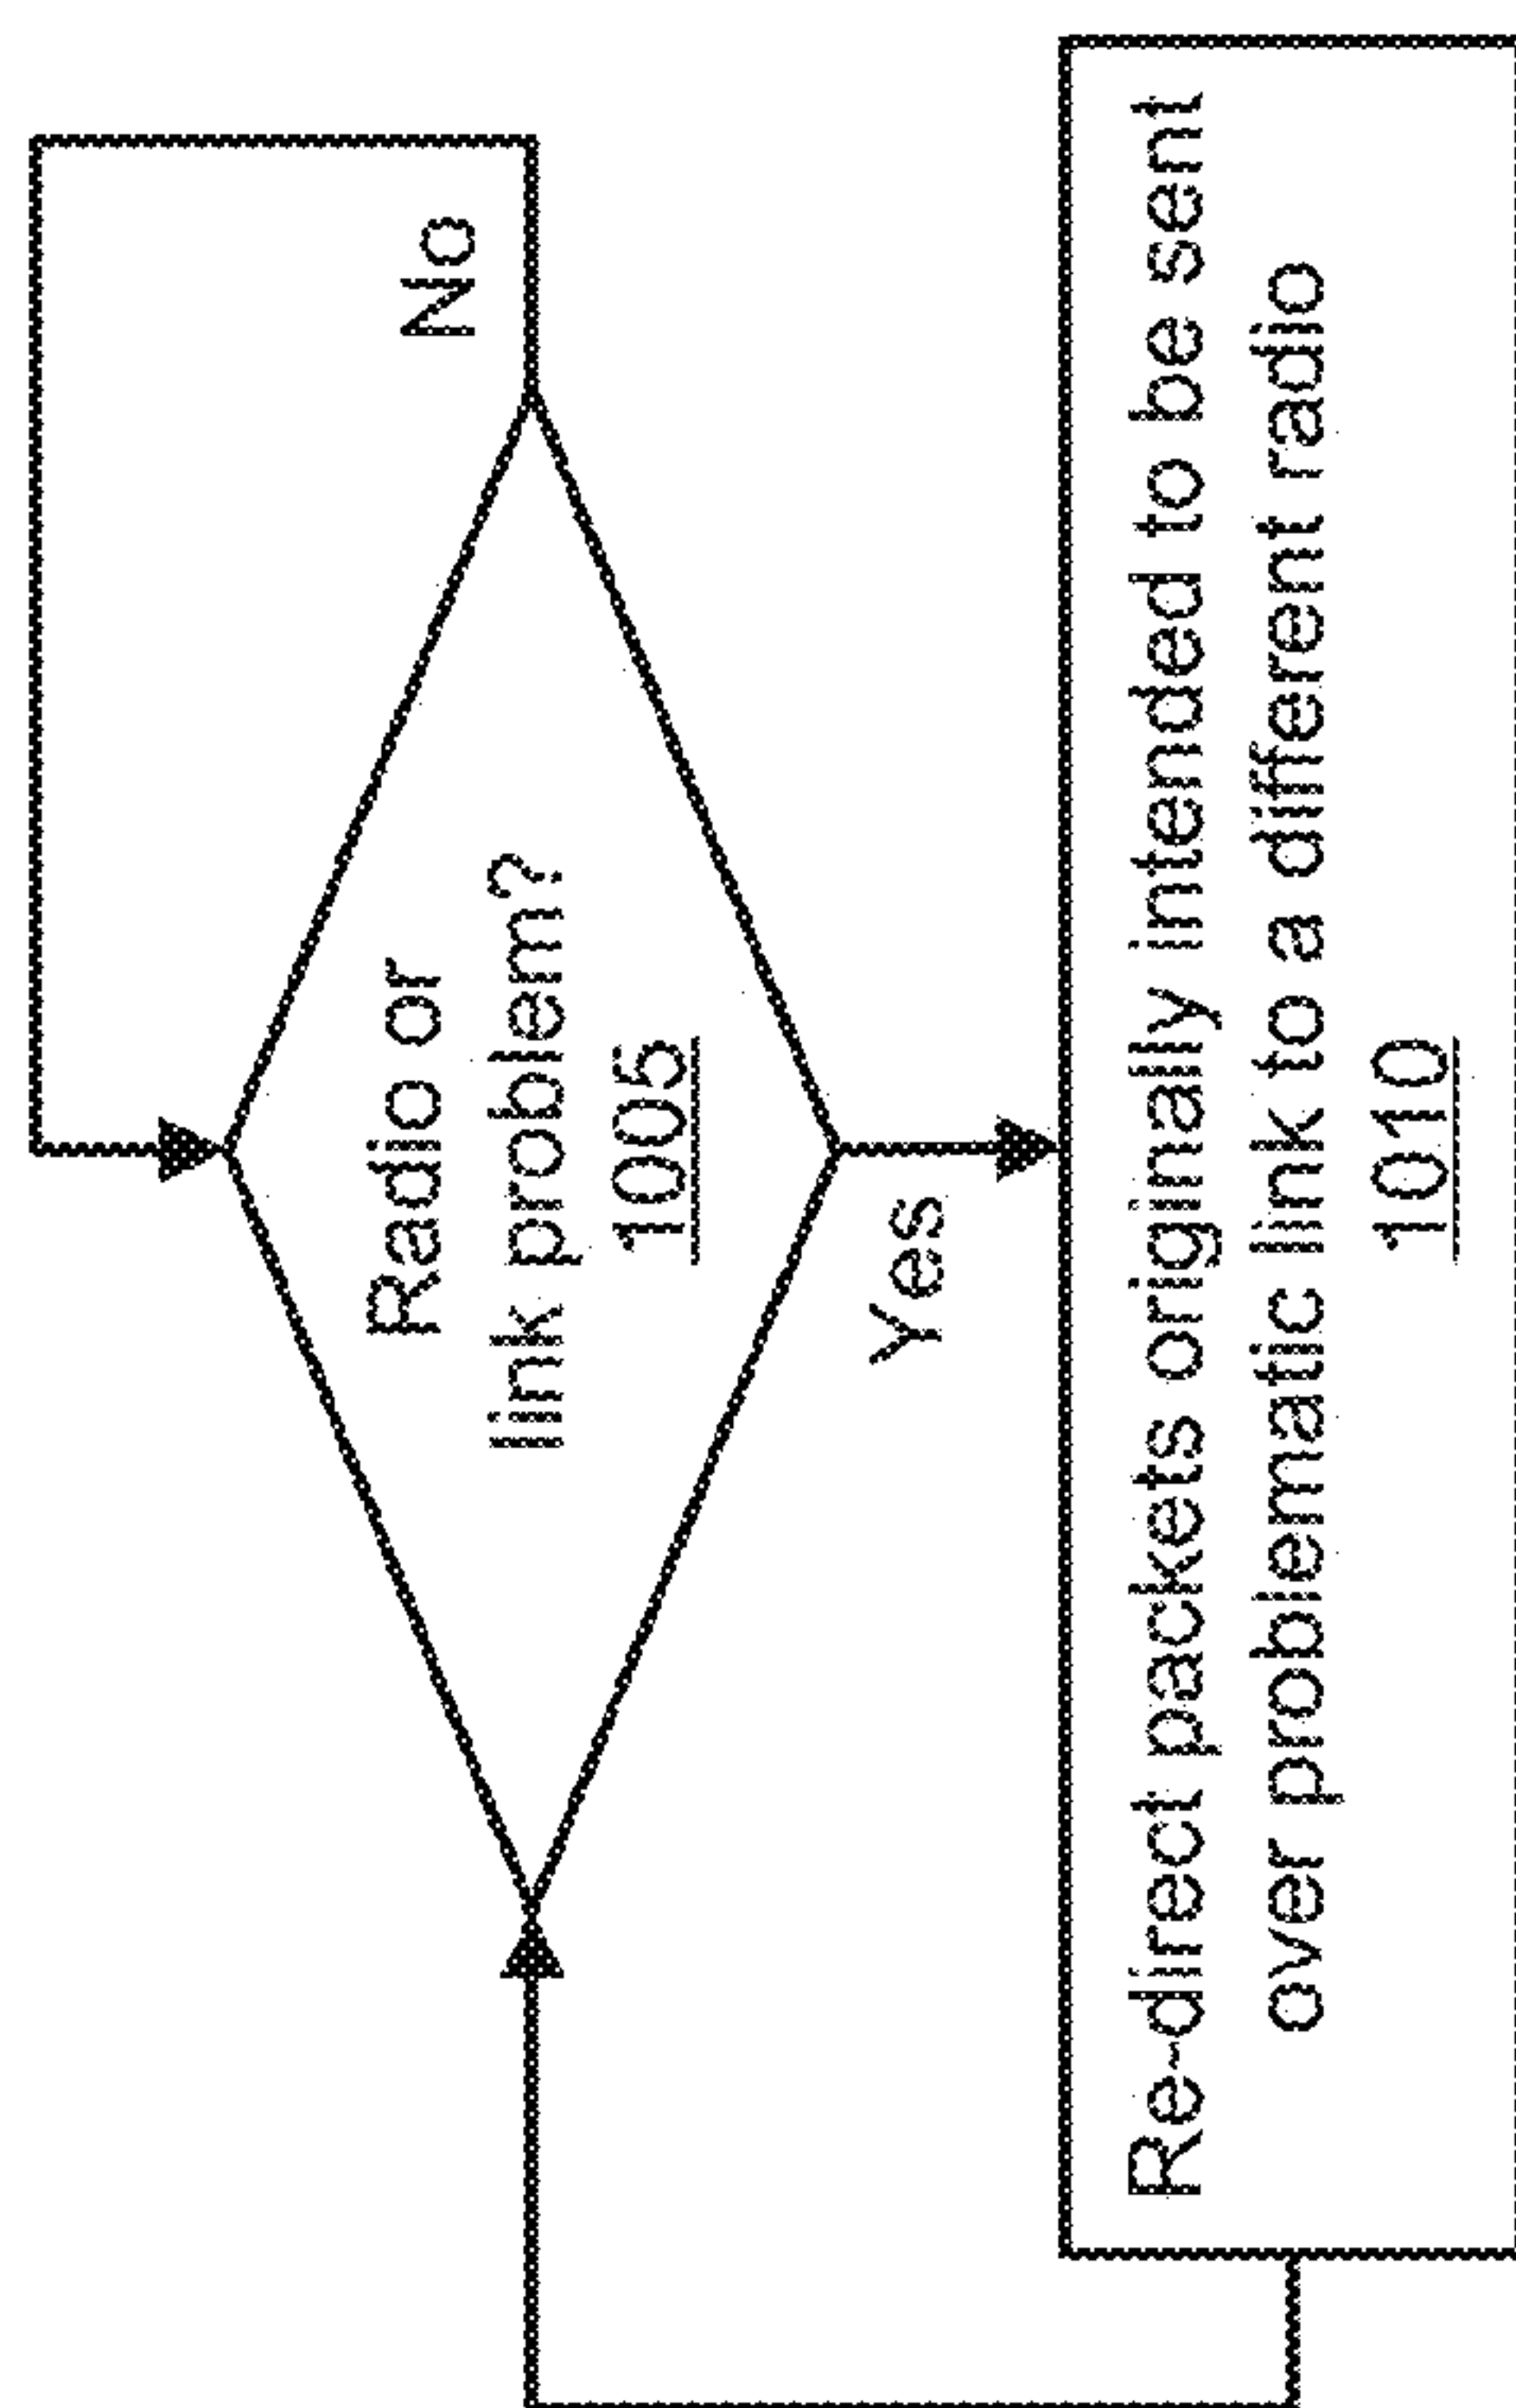 No
Radio or
link problem?
1005
Yes
Re-direct packets originally intended to be sent
over problematic link to a different radio
1010